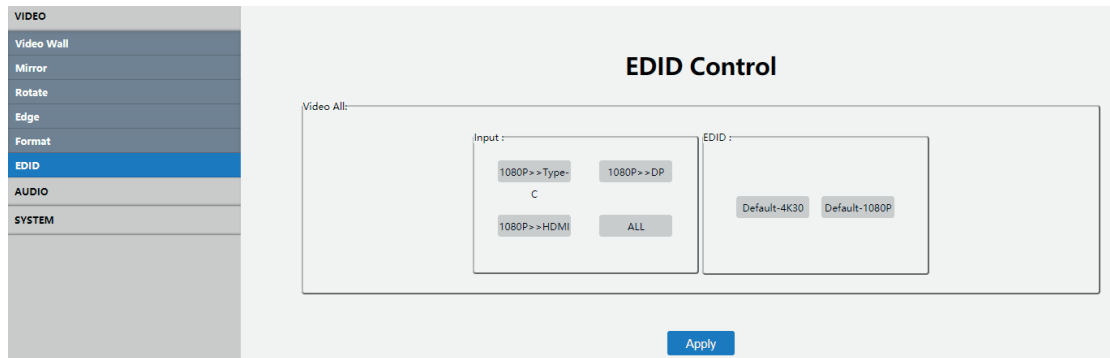 VIDEO
Video Wall
Mirror
Rotate
Edge
Format
EDID
AUDIO
SYSTEM
EDID Control
Video All:
Input :
1080P>>Type-
C
1080P>>DP
1080P>>HDMI
ALL
EDID :
Default-4K30
Default-1080P
Apply